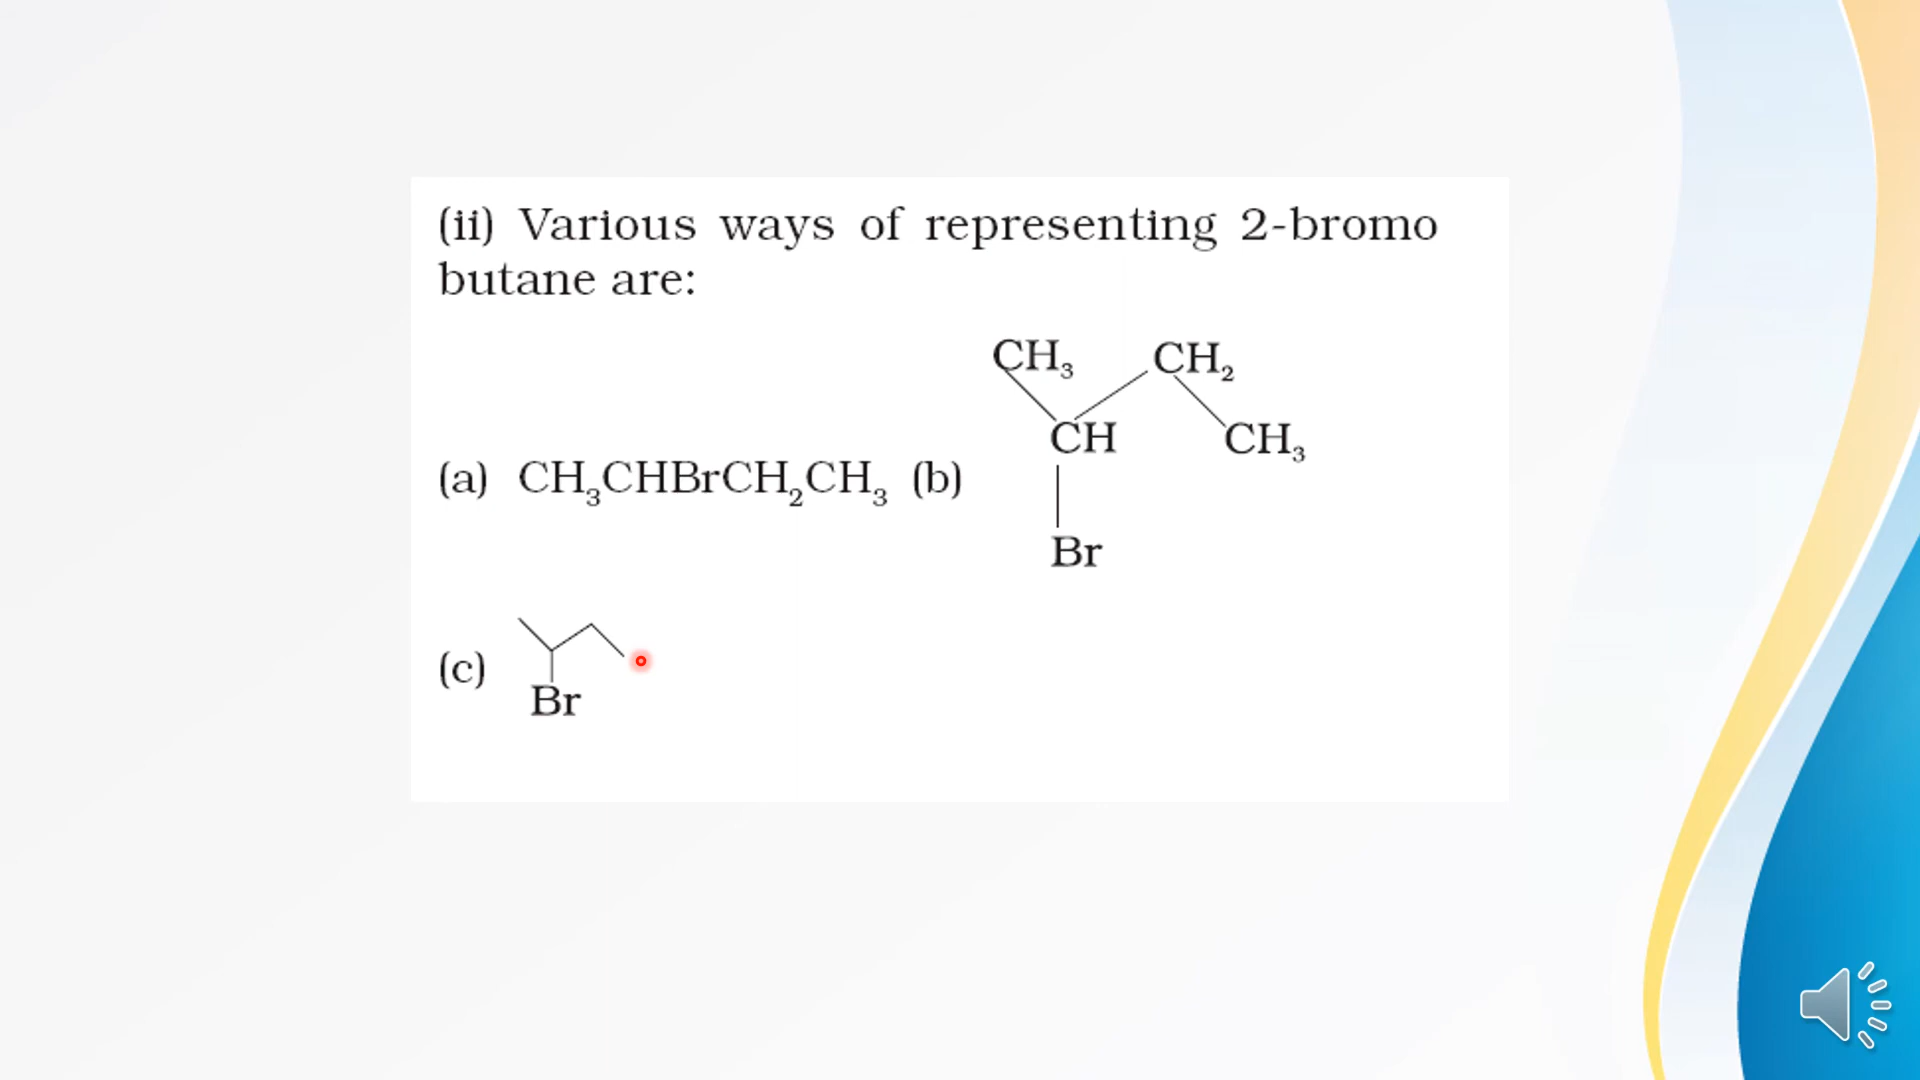 (ii) Various ways of representing 2-bromo
butane are:
CH₃ CH₂
CH CH₃
(a) CH₃CHBrCH₂CH₃ (b)
Br
(c)
Br